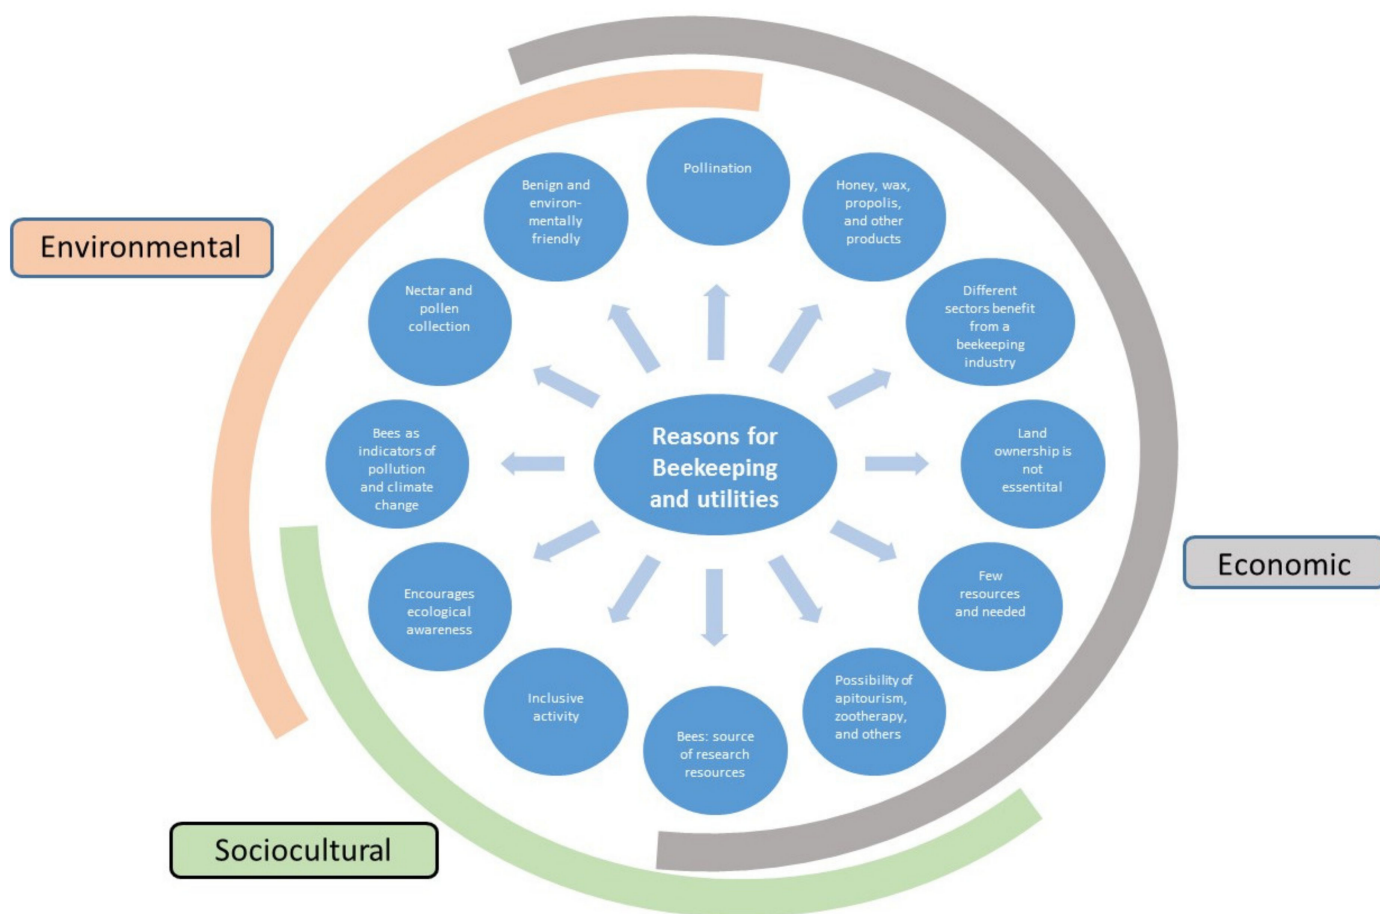 Pollination
Benign and
environ-
mentally
friendly
Honey, wax,
propolis,
and other
products
Environmental
Nectar and
pollen
collection
Different
sectors benefit
from a
beekeeping
industry
Bees as
indicators of
pollution
and climate
change
Reasons for
Beekeeping
and utilities
Land
ownership is
not
essentital
Economic
Encourages
ecological
awareness
Few
resources
and needed
Inclusive
activity
Possibility of
apitourism,
zootherapy,
and others
Bees: source
of research
resources
Sociocultural